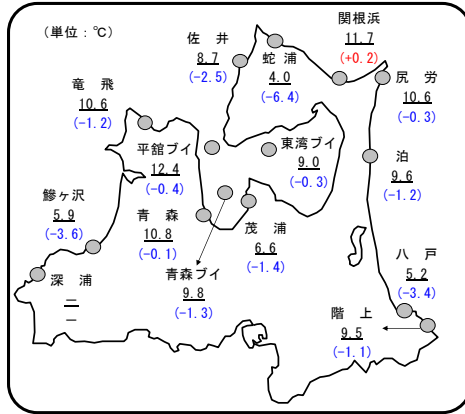 (単位：℃)
佐　井
8.7
(-2.5)
蛇　浦
4.0
(-6.4)
関根浜
11.7
(+0.2)
尻　労
10.6
(-0.3)
竜　飛
10.6
(-1.2)
平舘ブイ
12.4
(-0.4)
東湾ブイ
9.0
(-0.3)
泊
9.6
(-1.2)
鰺ヶ沢
5.9
(-3.6)
青　森
10.8
(-0.1)
茂　浦
6.6
(-1.4)
青森ブイ
9.8
(-1.3)
八　戸
5.2
(-3.4)
深　浦
－
－
階　上
9.5
(-1.1)